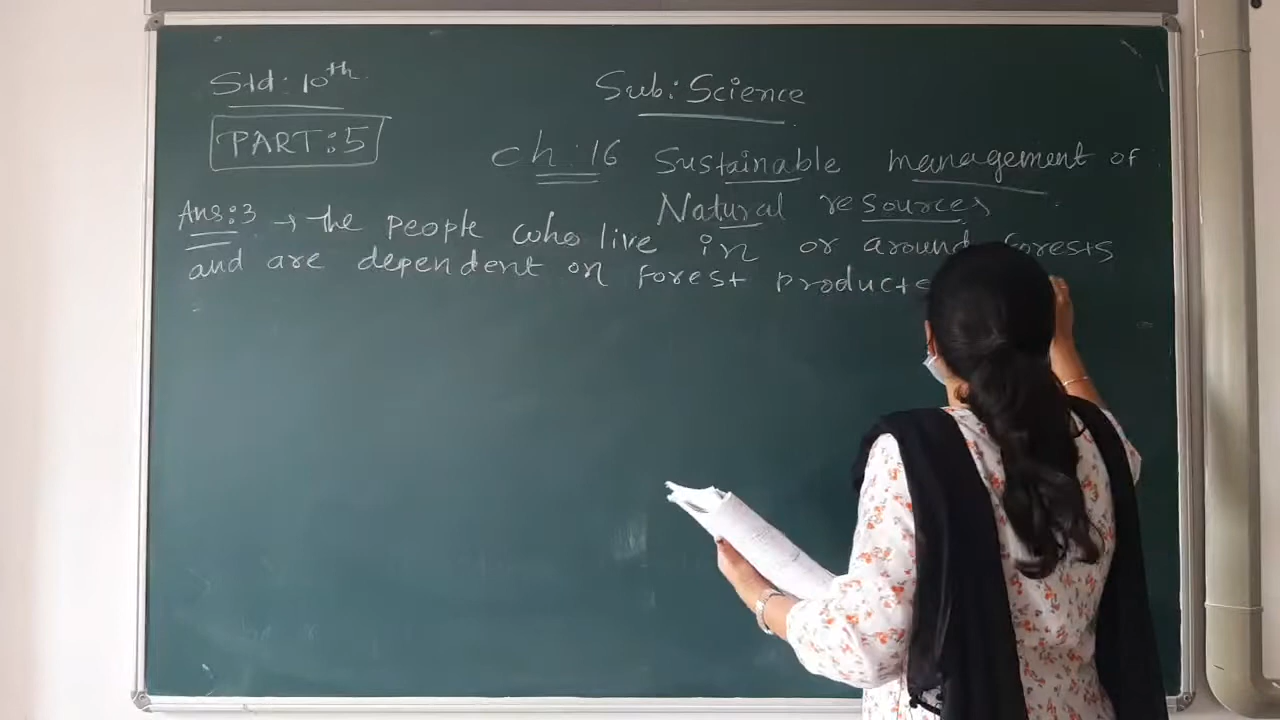 Std: 10th
Sub: Science
PART: 5
ch: 16 Sustainable management of
Natural resources
Ans: 3 → the people who live in or around forests
and are dependent on forest products